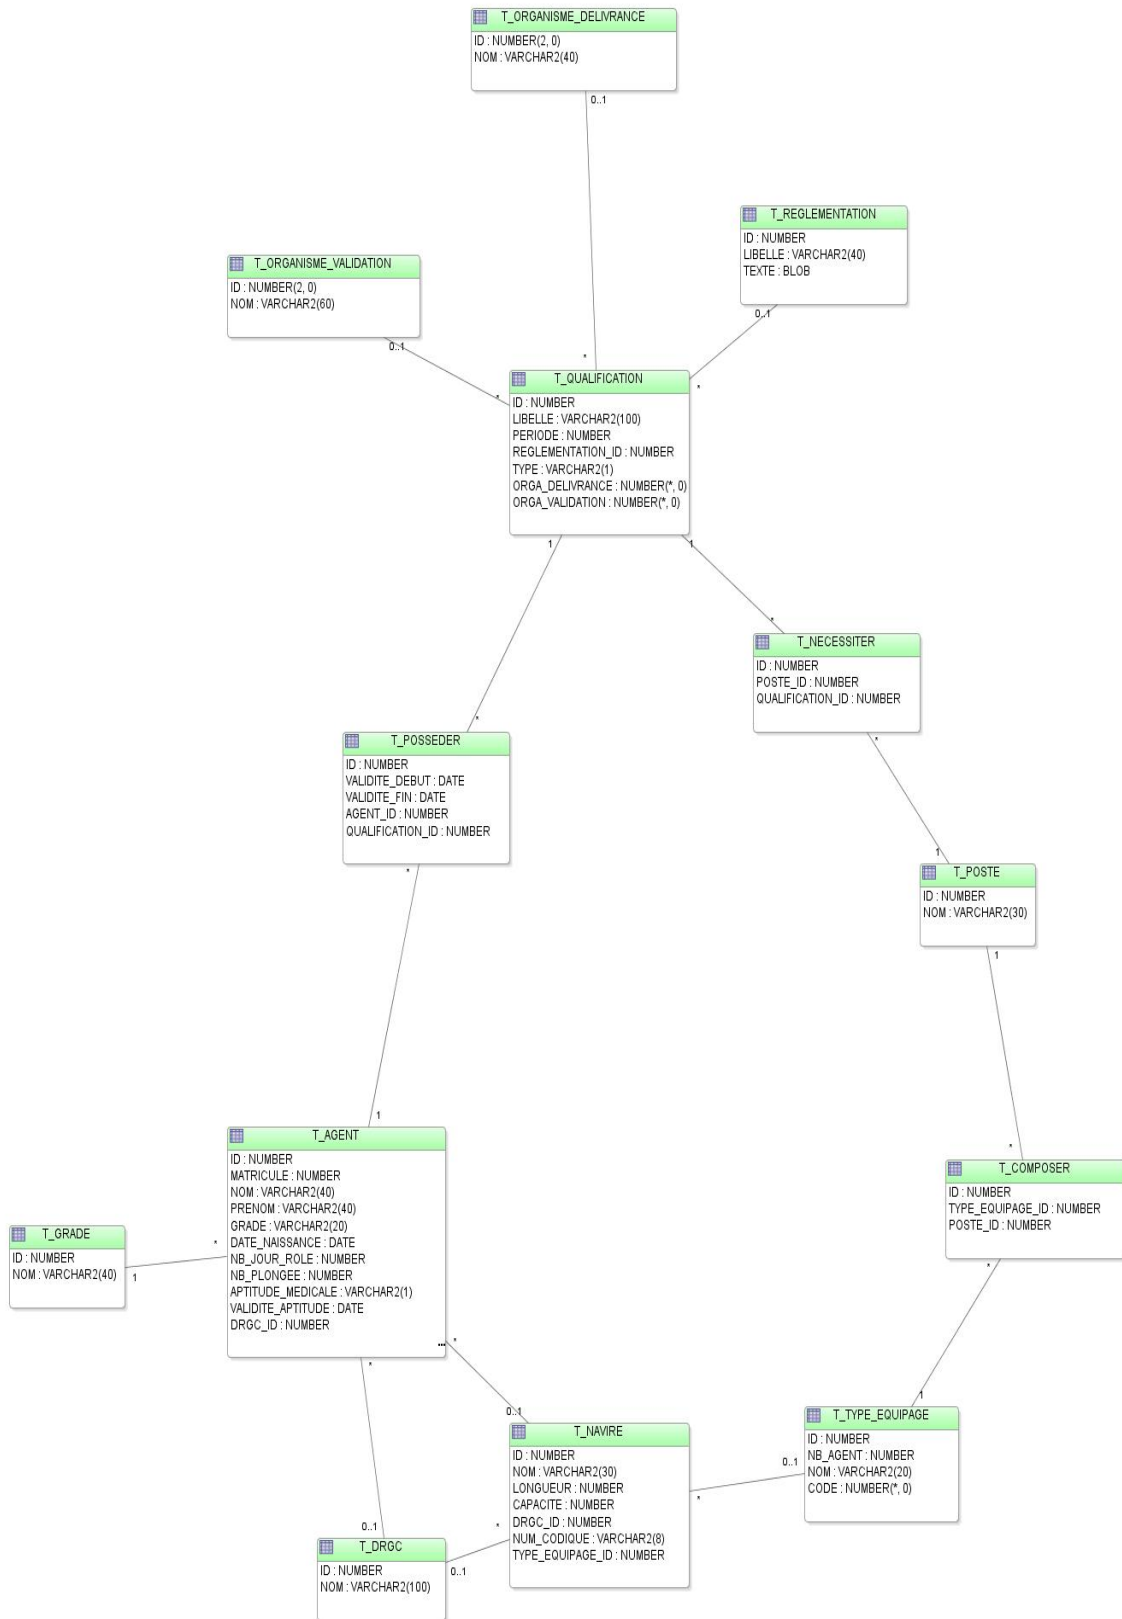 T_ORGANISME_DELIVRANCE
ID : NUMBER(2, 0)
NOM : VARCHAR2(40)
0..1
T_REGLEMENTATION
ID : NUMBER
LIBELLE : VARCHAR2(40)
TEXTE : BLOB
0..1
T_ORGANISME_VALIDATION
ID : NUMBER(2, 0)
NOM : VARCHAR2(60)
0..1
*
*
*
T_QUALIFICATION
ID : NUMBER
LIBELLE : VARCHAR2(100)
PERIODE : NUMBER
REGLEMENTATION_ID : NUMBER
TYPE : VARCHAR2(1)
ORGA_DELIVRANCE : NUMBER(*, 0)
ORGA_VALIDATION : NUMBER(*, 0)
1
1
*
T_NECESSITER
ID : NUMBER
POSTE_ID : NUMBER
QUALIFICATION_ID : NUMBER
*
*
T_POSSEDER
ID : NUMBER
VALIDITE_DEBUT : DATE
VALIDITE_FIN : DATE
AGENT_ID : NUMBER
QUALIFICATION_ID : NUMBER
*
1
T_POSTE
ID : NUMBER
NOM : VARCHAR2(30)
1
1
T_AGENT
ID : NUMBER
MATRICULE : NUMBER
NOM : VARCHAR2(40)
PRENOM : VARCHAR2(40)
GRADE : VARCHAR2(20)
DATE_NAISSANCE : DATE
NB_JOUR_ROLE : NUMBER
NB_PLONGEE : NUMBER
APTITUDE_MEDICALE : VARCHAR2(1)
VALIDITE_APTITUDE : DATE
DRGC_ID : NUMBER
...
*
*
*
T_COMPOSER
ID : NUMBER
TYPE_EQUIPAGE_ID : NUMBER
POSTE_ID : NUMBER
*
T_GRADE
ID : NUMBER
NOM : VARCHAR2(40)
1
*
0..1
T_NAVIRE
ID : NUMBER
NOM : VARCHAR2(30)
LONGUEUR : NUMBER
CAPACITE : NUMBER
DRGC_ID : NUMBER
NUM_CODIQUE : VARCHAR2(8)
TYPE_EQUIPAGE_ID : NUMBER
1
T_TYPE_EQUIPAGE
ID : NUMBER
NB_AGENT : NUMBER
NOM : VARCHAR2(20)
CODE : NUMBER(*, 0)
0..1
*
*
0..1
0..1
T_DRGC
ID : NUMBER
NOM : VARCHAR2(100)